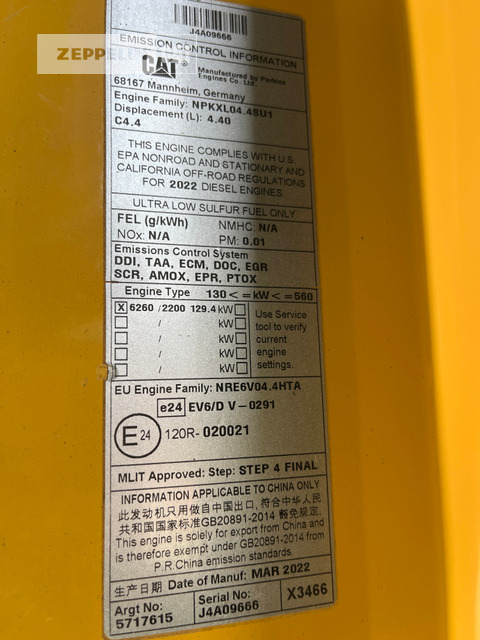 J4A09666
EMISSION CONTROL INFORMATION
ZEPPELIN
CAT®
Manufactured by Perkins
Engines Co. Ltd.
68167 Mannheim, Germany
Engine Family: NPKXL04.4SU1
Displacement (L): 4.40
C4.4
THIS ENGINE COMPLIES WITH U.S.
EPA NONROAD AND STATIONARY AND
CALIFORNIA OFF-ROAD REGULATIONS
FOR 2022 DIESEL ENGINES.
ULTRA LOW SULFUR FUEL ONLY
FEL (g/kWh) NMHC: N/A
NOx: N/A PM: 0.01
Emissions Control System
DDI, TAA, ECM, DOC, EGR
SCR, AMOX, EPR, PTOX
Engine Type 130<=kW<=560
X 6260 /2200 129.4 kW
/ kW
/ kW
/ kW
/ kW
Use Service
tool to verify
current
engine
settings.
EU Engine Family: NRE6V04.4HTA
e24 EV6/D V-0291
E24 120R-020021
MLIT Approved: Step: STEP 4 FINAL
INFORMATION APPLICABLE TO CHINA ONLY
此发动机只用做自中国出口, 符合中华人民
共和国国家标准GB20891-2014 豁免规定.
This engine is solely for export from China and
is therefore exempt under GB20891-2014 from
P.R.China emission standards
生产日期 Date of Manuf: MAR 2022
Argt No:
5717615
Serial No:
J4A09666
X3466